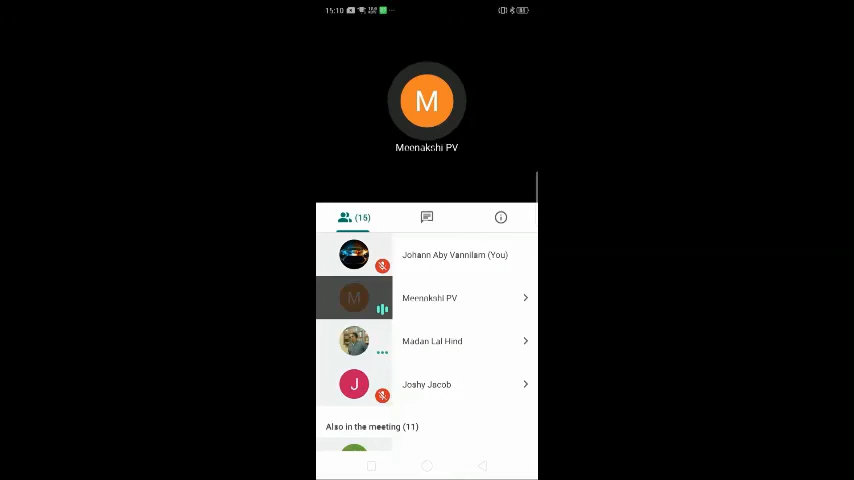 15:10
M
Meenakshi PV
(15)
Johann Aby Vannilam (You)
M
Meenakshi PV
Madan Lal Hind
J
Joshy Jacob
Also in the meeting (11)